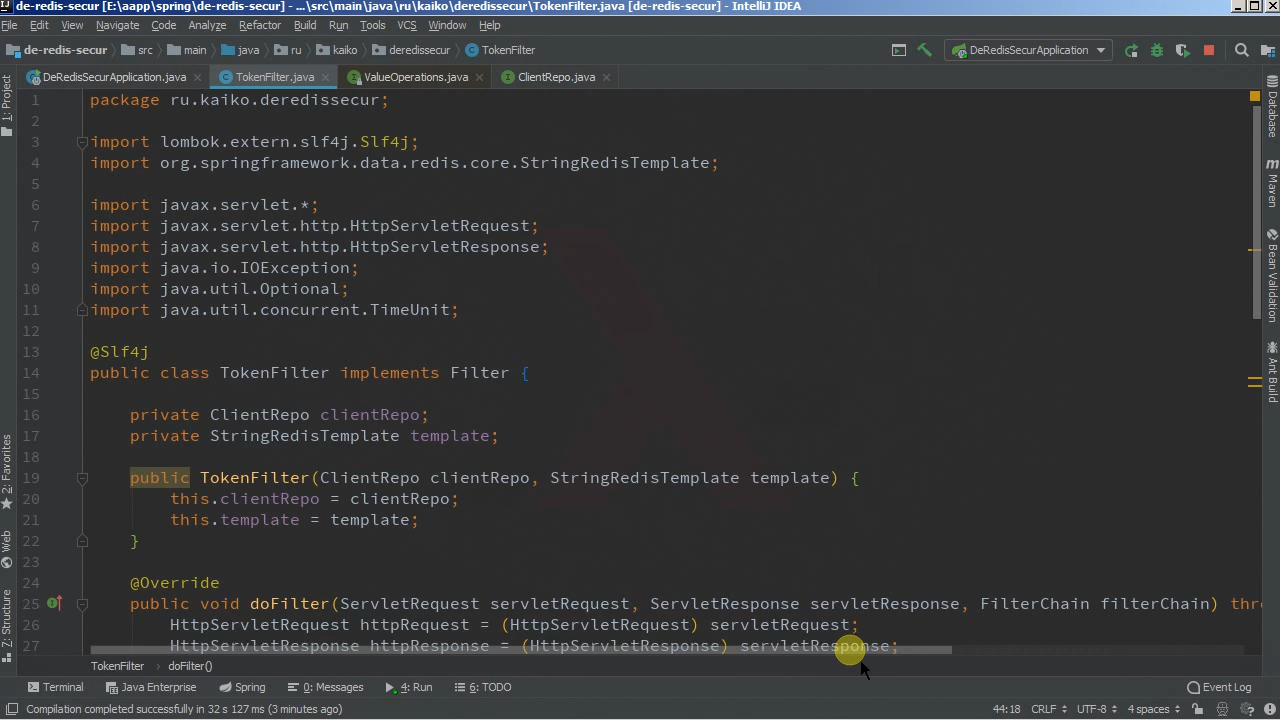 de-redis-secur [E:\aapp\spring\de-redis-secur] - ...\src\main\java\ru\kaiko\deredissecur\TokenFilter.java [de-redis-secur] - IntelliJ IDEA
File Edit View Navigate Code Analyze Refactor Build Run Tools VCS Window Help
de-redis-secur src main java ru kaiko deredissecur TokenFilter DeRedisSecurApplication
DeRedisSecurApplication.java TokenFilter.java ValueOperations.java ClientRepo.java
1 package ru.kaiko.deredissecur;
2
3 import lombok.extern.slf4j.Slf4j;
4 import org.springframework.data.redis.core.StringRedisTemplate;
5
6 import javax.servlet.*;
7 import javax.servlet.http.HttpServletRequest;
8 import javax.servlet.http.HttpServletResponse;
9 import java.io.IOException;
10 import java.util.Optional;
11 import java.util.concurrent.TimeUnit;
12
13 @Slf4j
14 public class TokenFilter implements Filter {
15
16 private ClientRepo clientRepo;
17 private StringRedisTemplate template;
18
19 public TokenFilter(ClientRepo clientRepo, StringRedisTemplate template) {
20 this.clientRepo = clientRepo;
21 this.template = template;
22 }
23
24 @Override
25 public void doFilter(ServletRequest servletRequest, ServletResponse servletResponse, FilterChain filterChain) thr
26 HttpServletRequest httpRequest = (HttpServletRequest) servletRequest;
27 HttpServletResponse httpResponse = (HttpServletResponse) servletResponse;
1: Project
2: Favorites
Web
Z: Structure
Database
Maven
Bean Validation
Ant Build
TokenFilter › doFilter()
Terminal Java Enterprise Spring 0: Messages 4: Run 6: TODO Event Log
Compilation completed successfully in 32 s 127 ms (3 minutes ago) 44:18 CRLF UTF-8 4 spaces